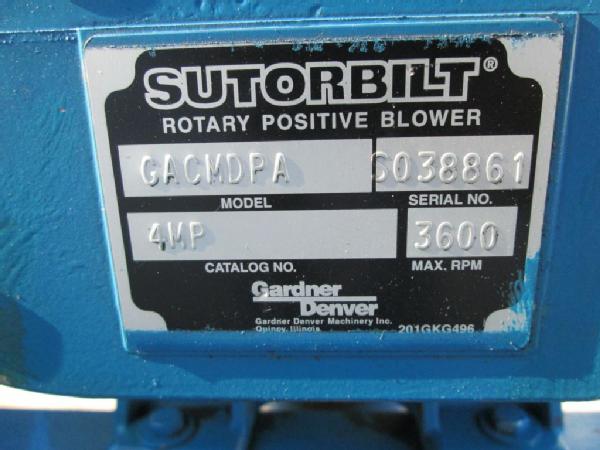 SUTORBILT®
ROTARY POSITIVE BLOWER
GACMDPA S038861
MODEL SERIAL NO.
4MP 3600
CATALOG NO. MAX. RPM
Gardner
Denver
Gardner Denver Machinery Inc.
Quincy, Illinois 201GKG496